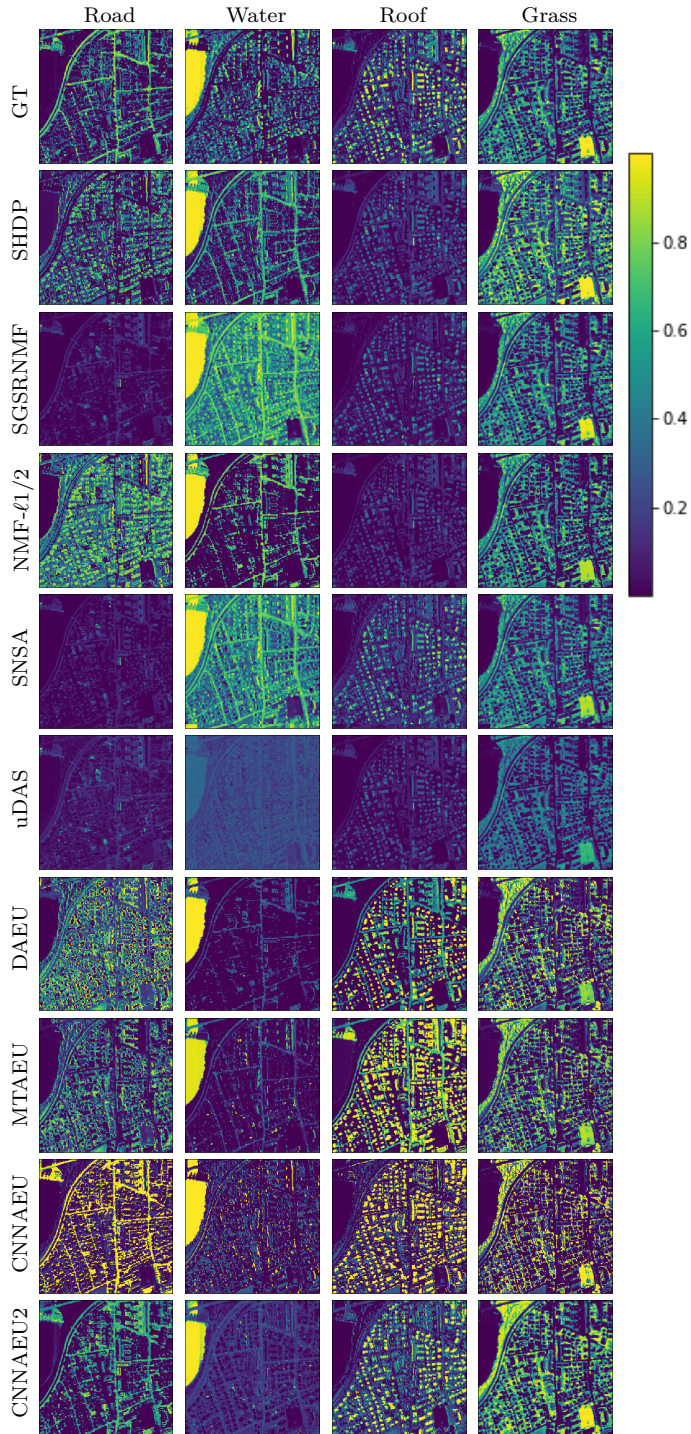 Road Water Roof Grass
GT
SHDP
SGSRNMF
NMF-ℓ1/2
SNSA
uDAS
DAEU
MTAEU
CNNAEU
CNNAEU2
0.8
0.6
0.4
0.2